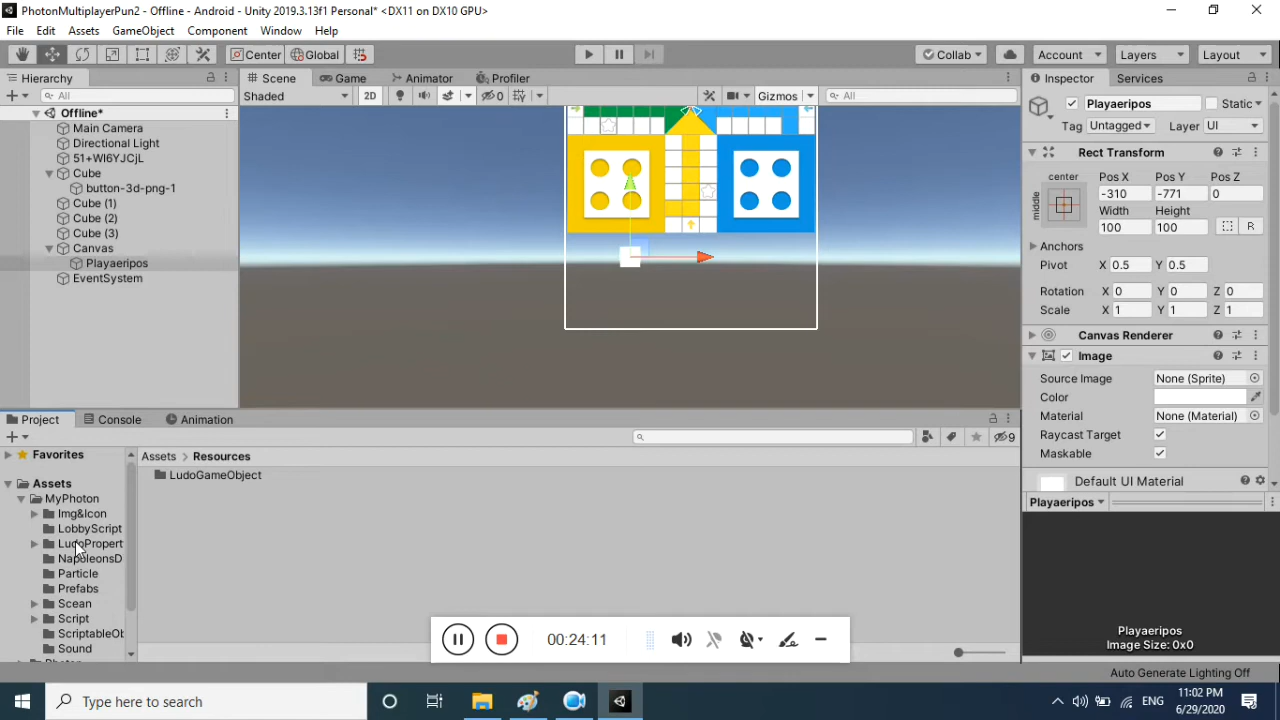 PhotonMultiplayerPun2 - Offline - Android - Unity 2019.3.13f1 Personal* <DX11 on DX10 GPU>
File Edit Assets GameObject Component Window Help
Center Global Collab Account Layers Layout
Hierarchy
All
Offline*
Main Camera
Directional Light
51+Wl6YJCjL
Cube
button-3d-png-1
Cube (1)
Cube (2)
Cube (3)
Canvas
Playaeripos
EventSystem
Scene Game Animator Profiler
Shaded 2D 0 Gizmos All
Inspector Services
Playaeripos Static
Tag Untagged Layer UI
Rect Transform
center Pos X Pos Y Pos Z
middle -310 -771 0
Width Height
100 100 R
Anchors
Pivot X 0.5 Y 0.5
Rotation X 0 Y 0 Z 0
Scale X 1 Y 1 Z 1
Canvas Renderer
Image
Source Image None (Sprite)
Color
Material None (Material)
Raycast Target
Maskable
Default UI Material
Playaeripos
Playaeripos
Image Size: 0x0
Auto Generate Lighting Off
Project Console Animation
9
Favorites
Assets
MyPhoton
Img&Icon
LobbyScript
LudoPropert
NapoleonsD
Particle
Prefabs
Scean
Script
ScriptableOb
Sound
Assets Resources
LudoGameObject
00:24:11
Type here to search
ENG
11:02 PM
6/29/2020